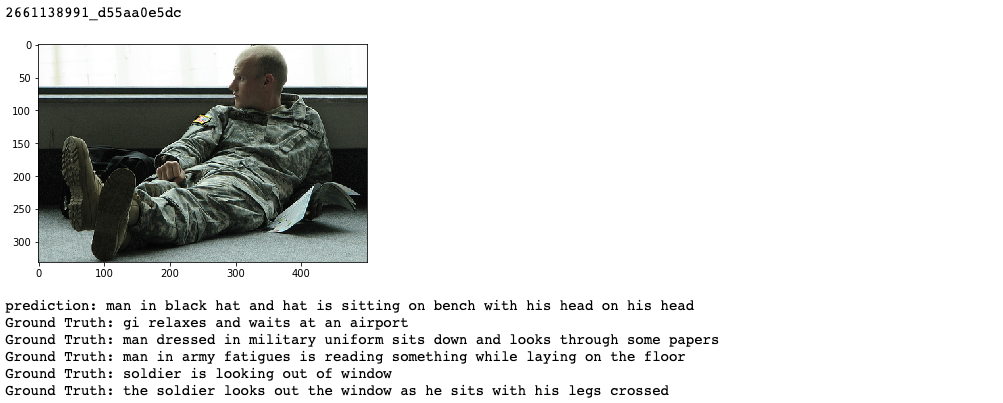 2661138991_d55aa0e5dc
0
50
100
150
200
250
300
0 100 200 300 400
prediction: man in black hat and hat is sitting on bench with his head on his head
Ground Truth: gi relaxes and waits at an airport
Ground Truth: man dressed in military uniform sits down and looks through some papers
Ground Truth: man in army fatigues is reading something while laying on the floor
Ground Truth: soldier is looking out of window
Ground Truth: the soldier looks out the window as he sits with his legs crossed